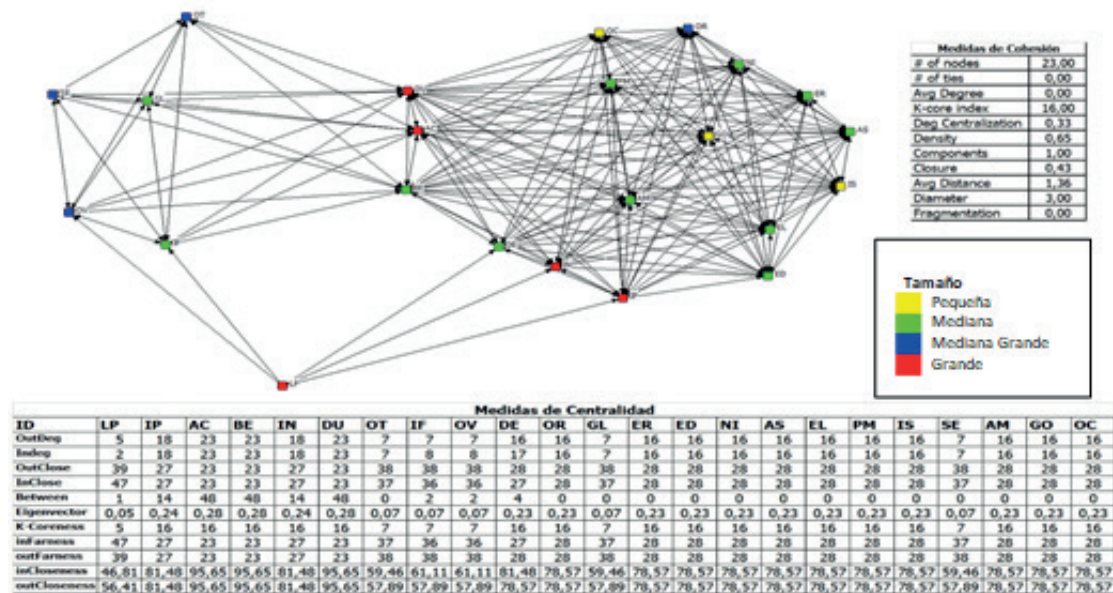 OT
ER
AS
IS
ED
Medidas de Cohesión
# of nodes 23,00
# of ties 0,00
Avg Degree 0,00
K-core index 16,00
Deg Centralization 0,33
Density 0,65
Components 1,00
Closure 0,43
Avg Distance 1,36
Diameter 3,00
Fragmentation 0,00
Tamaño
Pequeña
Mediana
Mediana Grande
Grande
Medidas de Centralidad
ID LP IP AC BE IN DU OT IF OV DE OR GL ER ED NI AS EL PM IS SE AM GO OC
OutDeg 5 18 23 23 18 23 7 7 7 16 16 7 16 16 16 16 16 16 16 7 16 16 16
Indeg 2 18 23 23 18 23 7 8 8 17 16 7 16 16 16 16 16 16 16 7 16 16 16
OutClose 39 27 23 23 27 23 38 38 38 28 28 38 28 28 28 28 28 28 28 38 28 28 28
InClose 47 27 23 23 27 23 37 36 36 27 28 37 28 28 28 28 28 28 28 37 28 28 28
Between 1 14 48 48 14 48 0 2 2 4 0 0 0 0 0 0 0 0 0 0 0 0 0
Eigenvector 0,05 0,24 0,28 0,28 0,24 0,28 0,07 0,07 0,07 0,23 0,23 0,07 0,23 0,23 0,23 0,23 0,23 0,23 0,23 0,07 0,23 0,23 0,23
K-Coreness 5 16 16 16 16 16 7 7 7 16 16 7 16 16 16 16 16 16 16 7 16 16 16
inFarness 47 27 23 23 27 23 37 36 36 27 28 37 28 28 28 28 28 28 28 37 28 28 28
outFarness 39 27 23 23 27 23 38 38 38 28 28 38 28 28 28 28 28 28 28 38 28 28 28
inCloseness 46,81 81,48 95,65 95,65 81,48 95,65 59,46 61,11 61,11 81,48 78,57 59,46 78,57 78,57 78,57 78,57 78,57 78,57 78,57 59,46 78,57 78,57 78,57
outCloseness 56,41 81,48 95,65 95,65 81,48 95,65 57,89 57,89 57,89 78,57 78,57 57,89 78,57 78,57 78,57 78,57 78,57 78,57 78,57 57,89 78,57 78,57 78,57